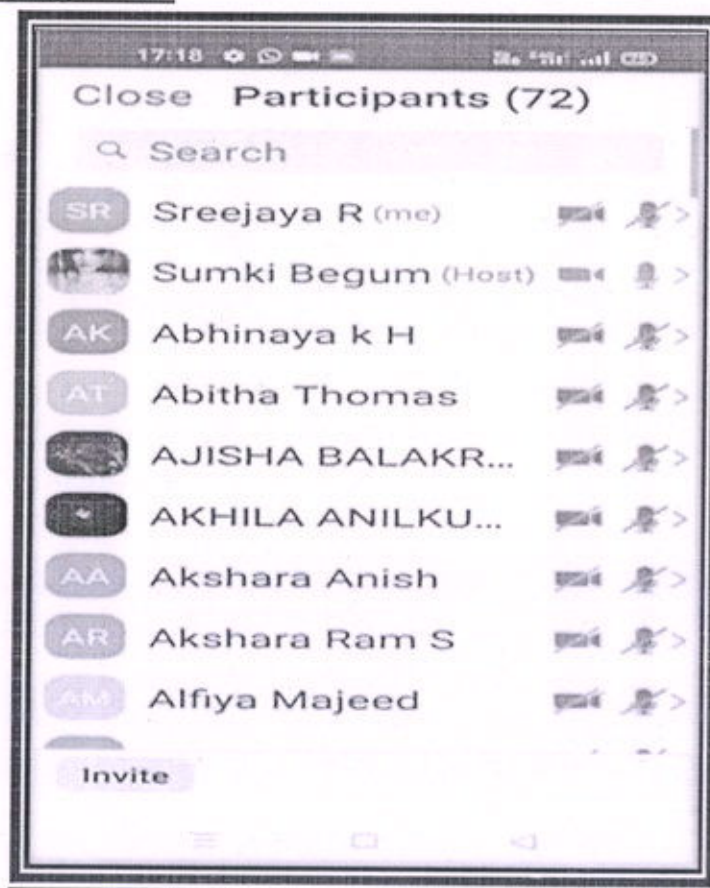 17:18
Close Participants (72)
Search
SR Sreejaya R (me)
Sumki Begum (Host)
AK Abhinaya k H
AT Abitha Thomas
AJISHA BALAKR...
AKHILA ANILKU...
AA Akshara Anish
AR Akshara Ram S
AM Alfiya Majeed
Invite